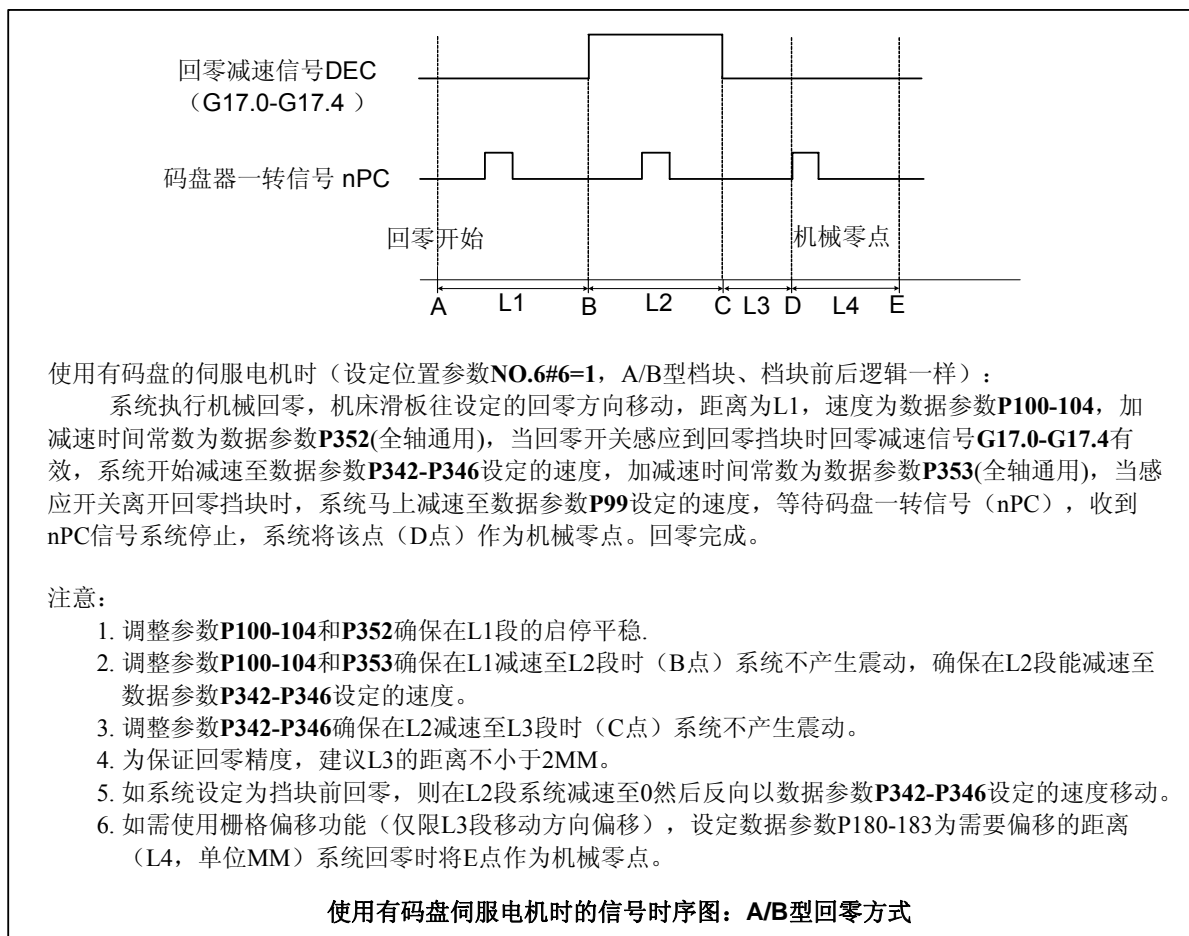 回零减速信号DEC
（G17.0-G17.4 ）
码盘器一转信号 nPC
回零开始
机械零点
A L1 B L2 C L3 D L4 E
使用有码盘的伺服电机时（设定位置参数NO.6#6=1，A/B型档块、档块前后逻辑一样）：
系统执行机械回零，机床滑板往设定的回零方向移动，距离为L1，速度为数据参数P100-104，加
减速时间常数为数据参数P352(全轴通用)，当回零开关感应到回零挡块时回零减速信号G17.0-G17.4有
效，系统开始减速至数据参数P342-P346设定的速度，加减速时间常数为数据参数P353(全轴通用)，当感
应开关离开回零挡块时，系统马上减速至数据参数P99设定的速度，等待码盘一转信号（nPC），收到
nPC信号系统停止，系统将该点（D点）作为机械零点。回零完成。
注意：
1. 调整参数P100-104和P352确保在L1段的启停平稳.
2. 调整参数P100-104和P353确保在L1减速至L2段时（B点）系统不产生震动，确保在L2段能减速至
数据参数P342-P346设定的速度。
3. 调整参数P342-P346确保在L2减速至L3段时（C点）系统不产生震动。
4. 为保证回零精度，建议L3的距离不小于2MM。
5. 如系统设定为挡块前回零，则在L2段系统减速至0然后反向以数据参数P342-P346设定的速度移动。
6. 如需使用栅格偏移功能（仅限L3段移动方向偏移），设定数据参数P180-183为需要偏移的距离
（L4，单位MM）系统回零时将E点作为机械零点。
使用有码盘伺服电机时的信号时序图：A/B型回零方式